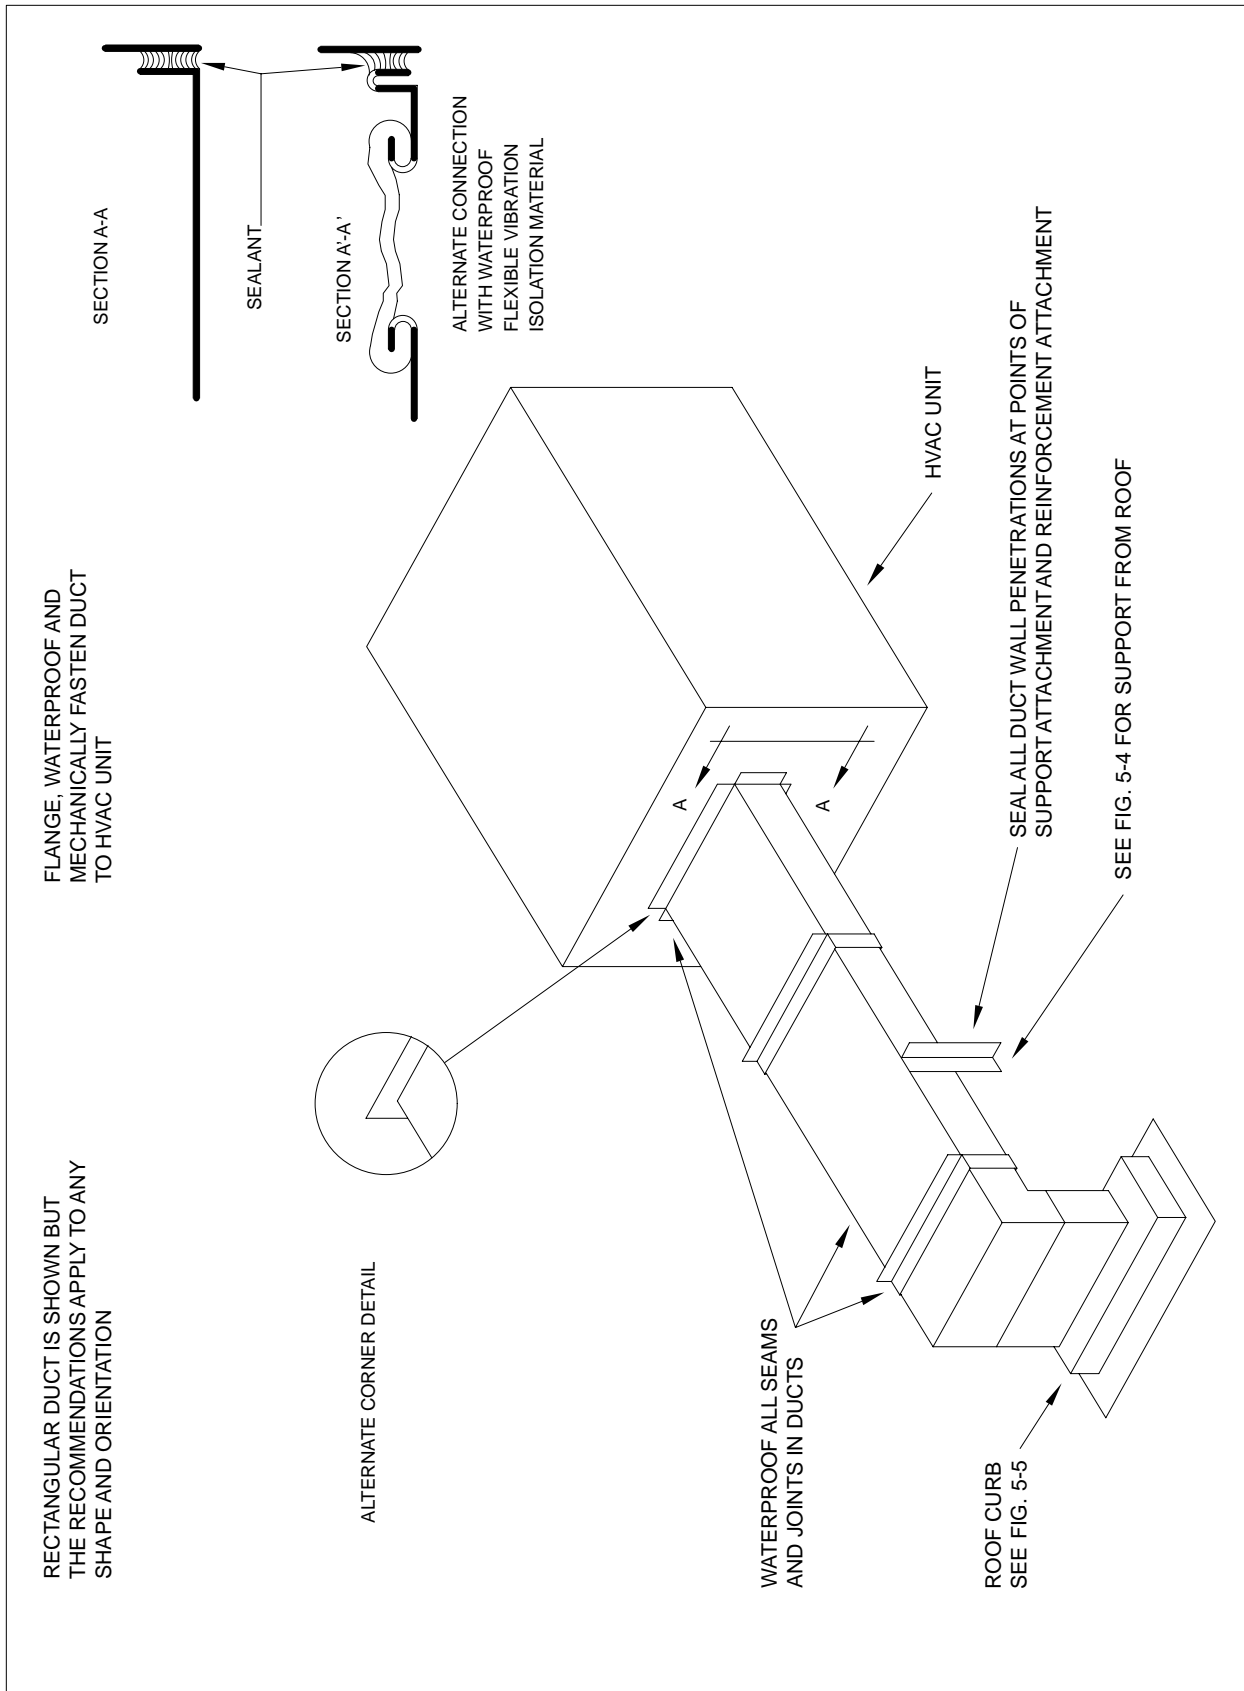 RECTANGULAR DUCT IS SHOWN BUT
THE RECOMMENDATIONS APPLY TO ANY
SHAPE AND ORIENTATION
FLANGE, WATERPROOF AND
MECHANICALLY FASTEN DUCT
TO HVAC UNIT
SECTION A-A
SEALANT
SECTION A'-A'
ALTERNATE CONNECTION
WITH WATERPROOF
FLEXIBLE VIBRATION
ISOLATION MATERIAL
ALTERNATE CORNER DETAIL
A
A
HVAC UNIT
WATERPROOF ALL SEAMS
AND JOINTS IN DUCTS
SEAL ALL DUCT WALL PENETRATIONS AT POINTS OF
SUPPORT ATTACHMENT AND REINFORCEMENT ATTACHMENT
SEE FIG. 5-4 FOR SUPPORT FROM ROOF
ROOF CURB
SEE FIG. 5-5